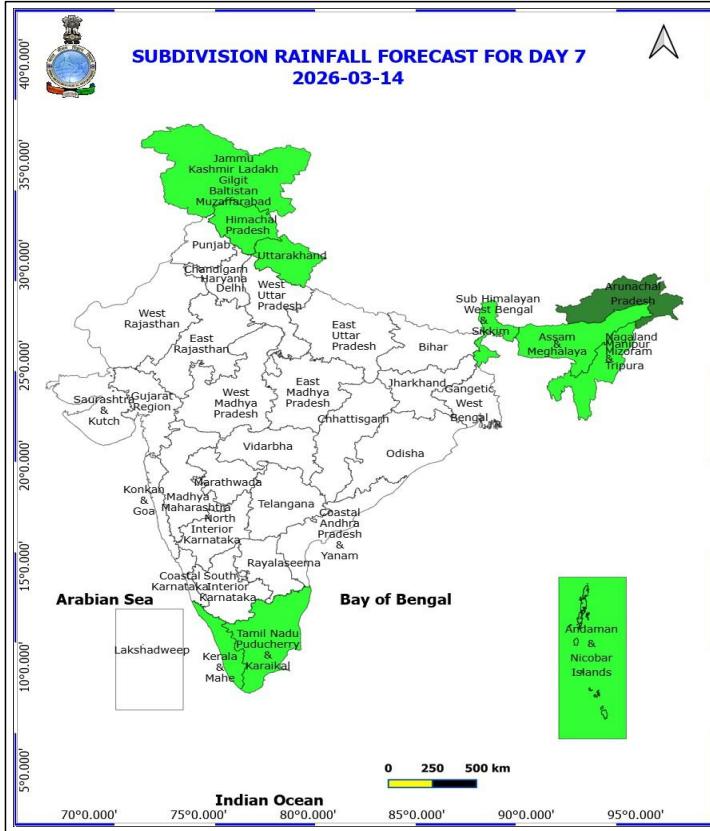 SUBDIVISION RAINFALL FORECAST FOR DAY 7
2026-03-14
40°0.000'
35°0.000'
30°0.000'
25°0.000'
20°0.000'
15°0.000'
10°0.000'
5°0.000'
Jammu
Kashmir Ladakh
Gilgit
Baltistan
Muzaffarabad
Himachal
Pradesh
Punjab
Uttarakhand
Chandigarh
Haryana
Delhi
West
Uttar
Pradesh
Arunachal
Pradesh
Sub Himalayan
West Bengal
&
Sikkim
Assam
&
Meghalaya
Nagaland
Manipur
Mizoram
&
Tripura
West
Rajasthan
East
Rajasthan
East
Uttar
Pradesh
Bihar
Jharkhand
Gangetic
West
Bengal
Saurashtra
&
Kutch
Gujarat
Region
West
Madhya
Pradesh
East
Madhya
Pradesh
Chhattisgarh
Odisha
Vidarbha
Konkan
&
Goa
Marathwada
Madhya
Maharashtra
North
Interior
Karnataka
Telangana
Coastal
Andhra
Pradesh
&
Yanam
Rayalaseema
Coastal
Karnataka
South
Interior
Karnataka
Arabian Sea
Bay of Bengal
Lakshadweep
Kerala
&
Mahe
Tamil Nadu
Puducherry
&
Karaikal
Andaman
&
Nicobar
Islands
0 250 500 km
Indian Ocean
70°0.000' 75°0.000' 80°0.000' 85°0.000' 90°0.000' 95°0.000'